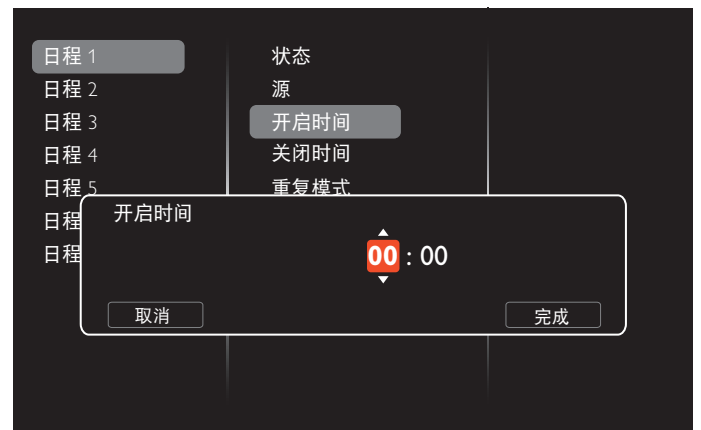 日程 1
日程 2
日程 3
日程 4
日程 5
日程
日程
状态
源
开启时间
关闭时间
重复模式
开启时间
00 : 00
取消
完成